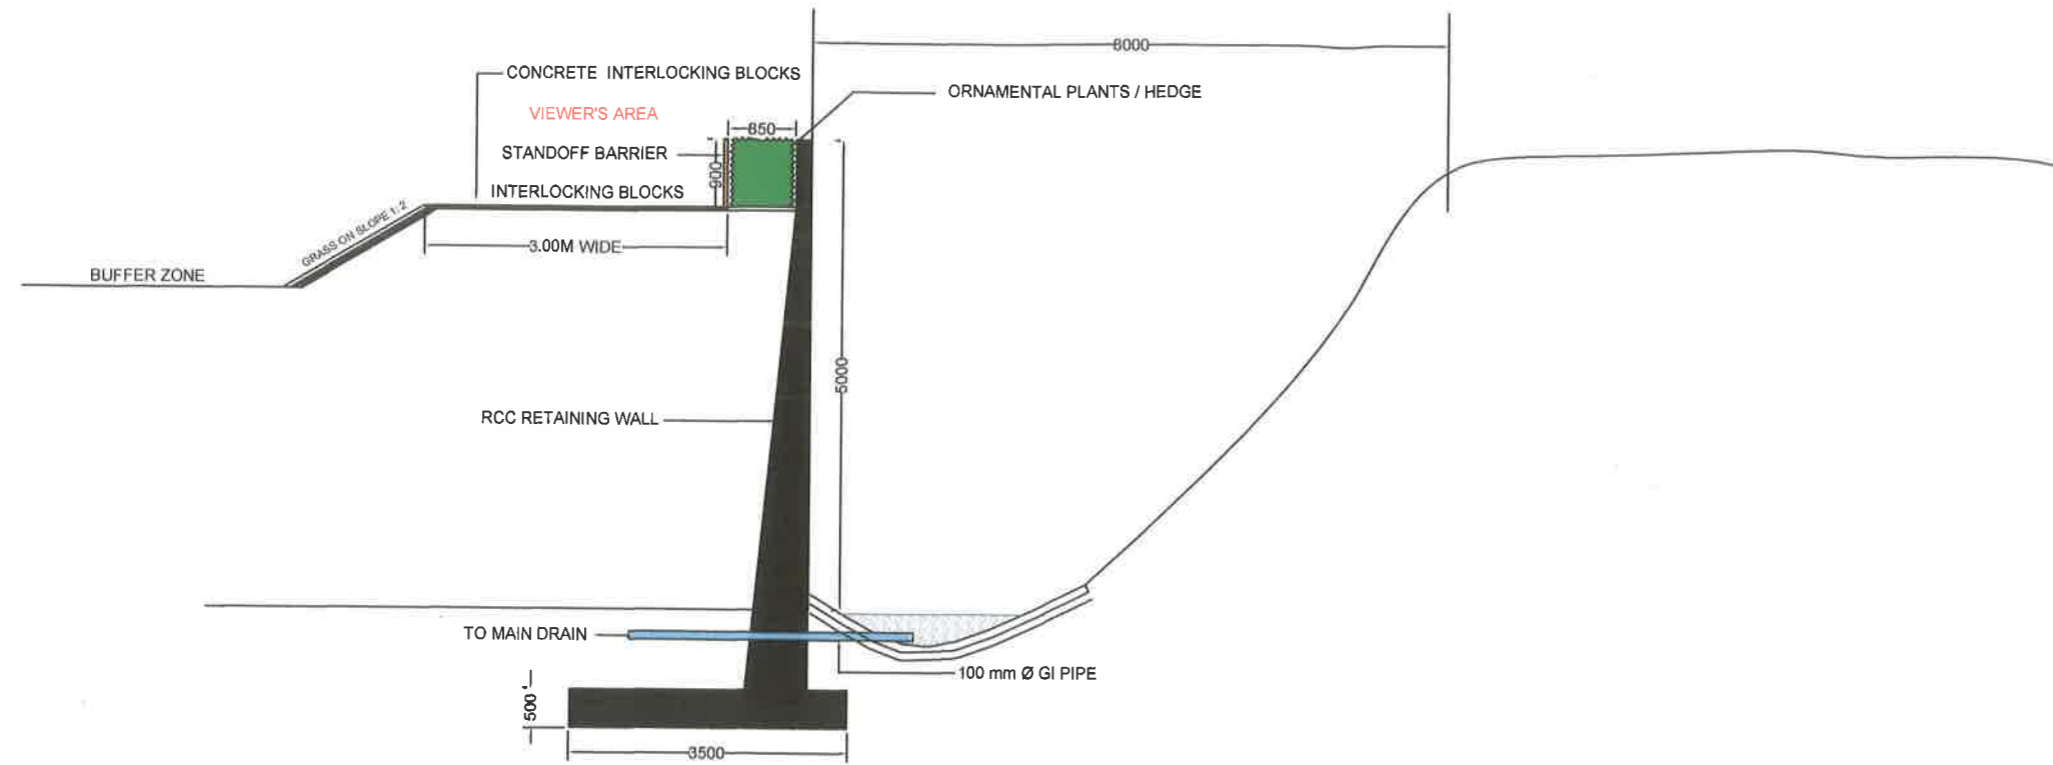 8000
CONCRETE INTERLOCKING BLOCKS
ORNAMENTAL PLANTS / HEDGE
VIEWER'S AREA
850
STANDOFF BARRIER
900
INTERLOCKING BLOCKS
GRASS ON SLOPE 1: 2
3.00M WIDE
BUFFER ZONE
5000
RCC RETAINING WALL
TO MAIN DRAIN
100 mm Ø GI PIPE
500
3500